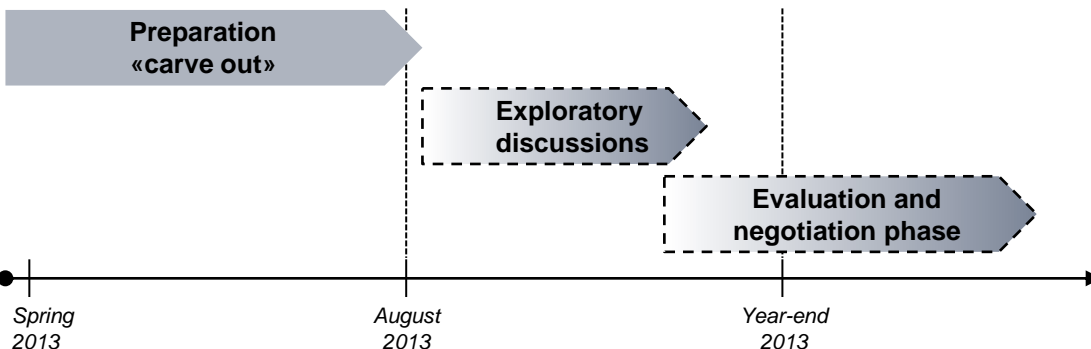 Preparation
«carve out»
Exploratory
discussions
Evaluation and
negotiation phase
Spring
2013
August
2013
Year-end
2013